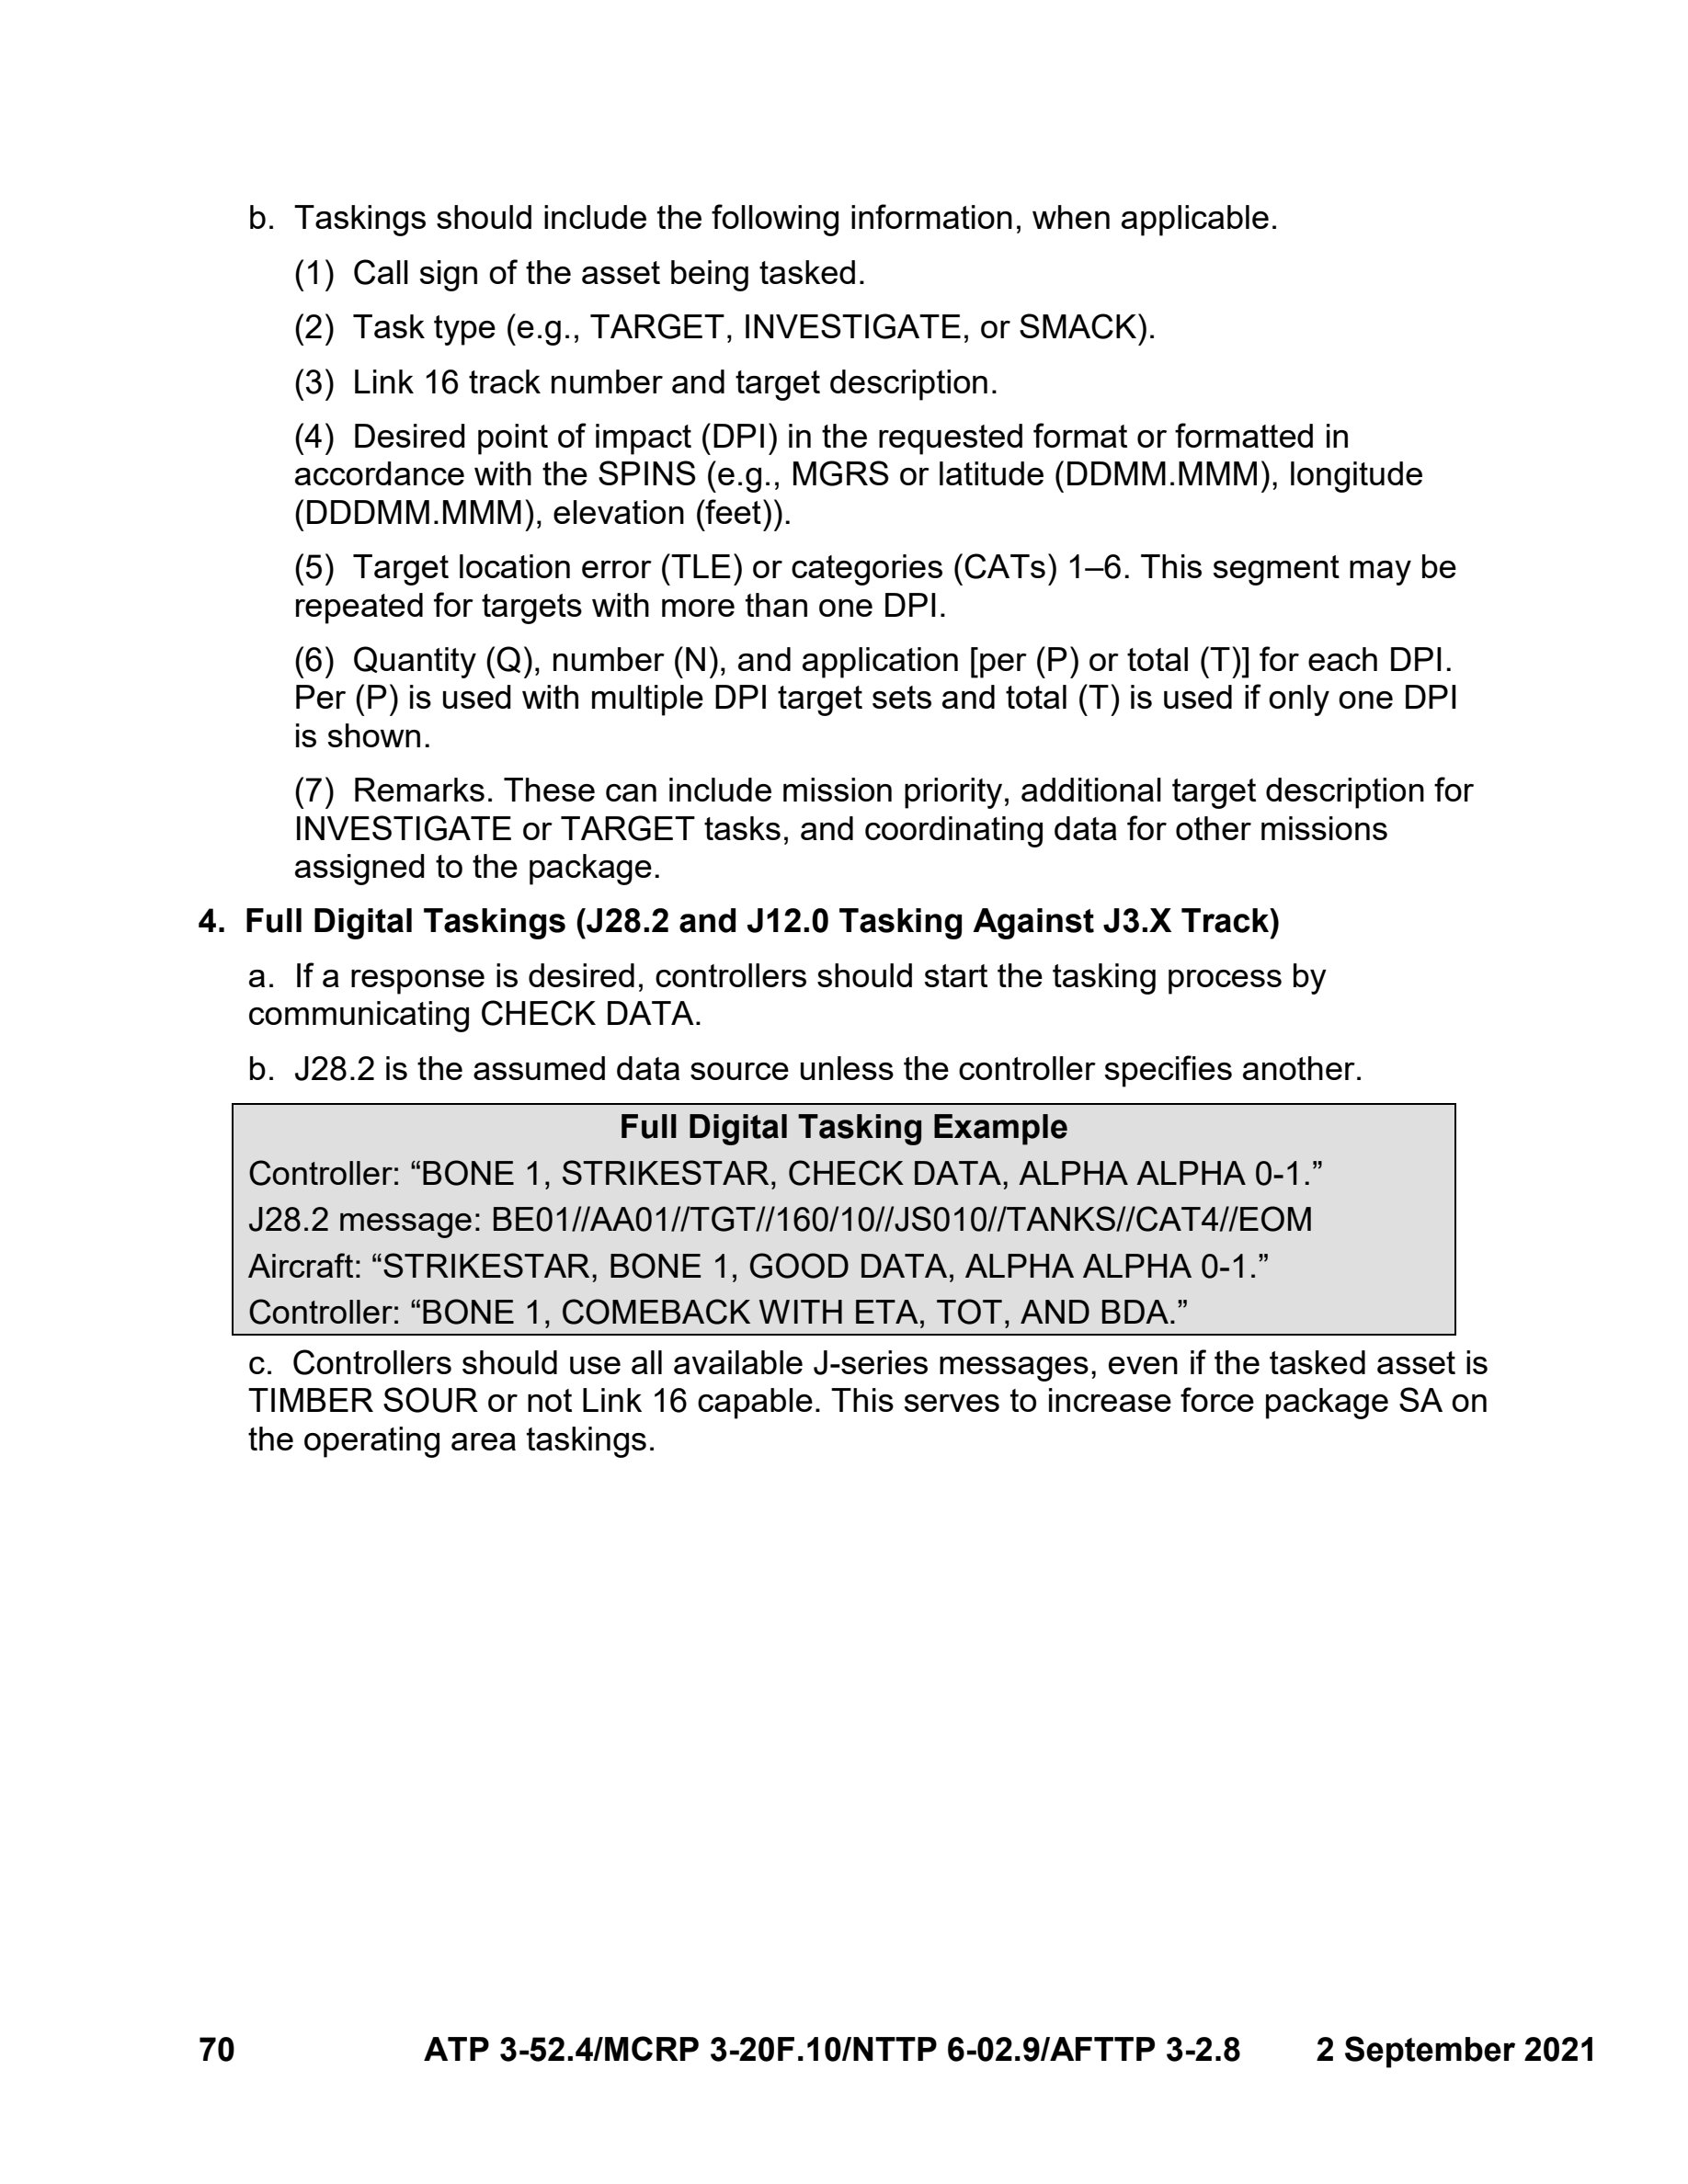 b.  Taskings should include the following information, when applicable.
(1)  Call sign of the asset being tasked.
(2)  Task type (e.g., TARGET, INVESTIGATE, or SMACK).
(3)  Link 16 track number and target description.
(4)  Desired point of impact (DPI) in the requested format or formatted in
accordance with the SPINS (e.g., MGRS or latitude (DDMM.MMM), longitude
(DDDMM.MMM), elevation (feet)).
(5)  Target location error (TLE) or categories (CATs) 1–6. This segment may be
repeated for targets with more than one DPI.
(6)  Quantity (Q), number (N), and application [per (P) or total (T)] for each DPI.
Per (P) is used with multiple DPI target sets and total (T) is used if only one DPI
is shown.
(7)  Remarks. These can include mission priority, additional target description for
INVESTIGATE or TARGET tasks, and coordinating data for other missions
assigned to the package.
4.  Full Digital Taskings (J28.2 and J12.0 Tasking Against J3.X Track)
a.  If a response is desired, controllers should start the tasking process by
communicating CHECK DATA.
b.  J28.2 is the assumed data source unless the controller specifies another.
Full Digital Tasking Example
Controller: “BONE 1, STRIKESTAR, CHECK DATA, ALPHA ALPHA 0-1.”
J28.2 message: BE01//AA01//TGT//160/10//JS010//TANKS//CAT4//EOM
Aircraft: “STRIKESTAR, BONE 1, GOOD DATA, ALPHA ALPHA 0-1.”
Controller: “BONE 1, COMEBACK WITH ETA, TOT, AND BDA.”
c.  Controllers should use all available J-series messages, even if the tasked asset is
TIMBER SOUR or not Link 16 capable. This serves to increase force package SA on
the operating area taskings.
70 ATP 3-52.4/MCRP 3-20F.10/NTTP 6-02.9/AFTTP 3-2.8 2 September 2021